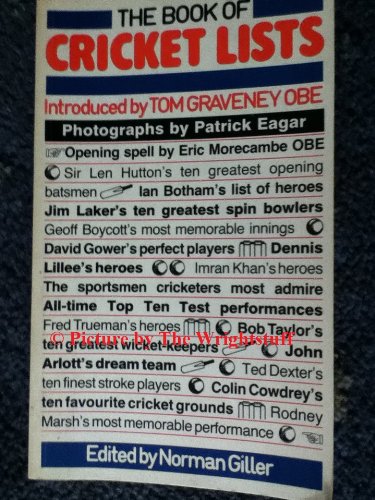 THE BOOK OF
CRICKET LISTS
Introduced by TOM GRAVENEY OBE
Photographs by Patrick Eagar
Opening spell by Eric Morecambe OBE
Sir Len Hutton's ten greatest opening
batsmen Ian Botham's list of heroes
Jim Laker's ten greatest spin bowlers
Geoff Boycott's most memorable innings
David Gower's perfect players Dennis
Lillee's heroes Imran Khan's heroes
The sportsmen cricketers most admire
All-time Top Ten Test performances
Fred Trueman's heroes Bob Taylor's
© Picture by The Wrightstuff
ten greatest wicket-keepers John
Arlott's dream team Ted Dexter's
ten finest stroke players Colin Cowdrey's
ten favourite cricket grounds Rodney
Marsh's most memorable performance
Edited by Norman Giller